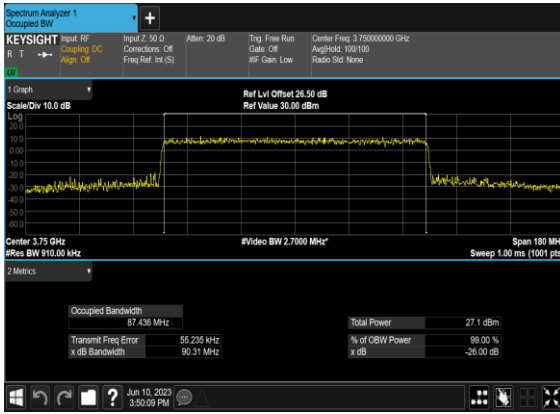 Spectrum Analyzer 1
Occupied BW
+
KEYSIGHT
R T
LW
Input: RF
Coupling: DC
Align: Off
Input Z: 50 Ω
Corrections: Off
Freq Ref: Int (S)
Atten: 20 dB
Trig: Free Run
Gate: Off
#IF Gain: Low
Center Freq: 3.750000000 GHz
Avg|Hold: 100/100
Radio Std: None
1 Graph
Scale/Div 10.0 dB
Ref Lvl Offset 26.50 dB
Ref Value 30.00 dBm
Log
20.0
10.0
0.00
-10.0
-20.0
-30.0
-40.0
-50.0
-60.0
Center 3.75 GHz
#Res BW 910.00 kHz
#Video BW 2.7000 MHz*
Span 180 MH
Sweep 1.00 ms (1001 pts
2 Metrics
Occupied Bandwidth
87.436 MHz
Transmit Freq Error 55.235 kHz
x dB Bandwidth 90.31 MHz
Total Power 27.1 dBm
% of OBW Power 99.00 %
x dB -26.00 dB
?
Jun 10, 2023
3:50:09 PM